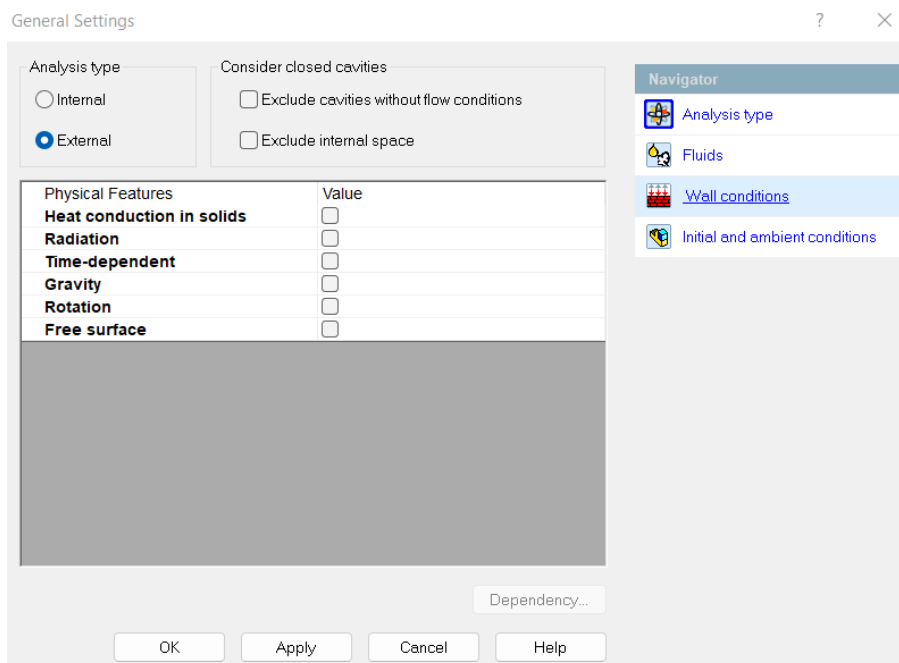 General Settings
?
Analysis type
Internal
External
Consider closed cavities
Exclude cavities without flow conditions
Exclude internal space
Physical Features Value
Heat conduction in solids
Radiation
Time-dependent
Gravity
Rotation
Free surface
Dependency...
OK Apply Cancel Help
Navigator
Analysis type
Fluids
Wall conditions
Initial and ambient conditions